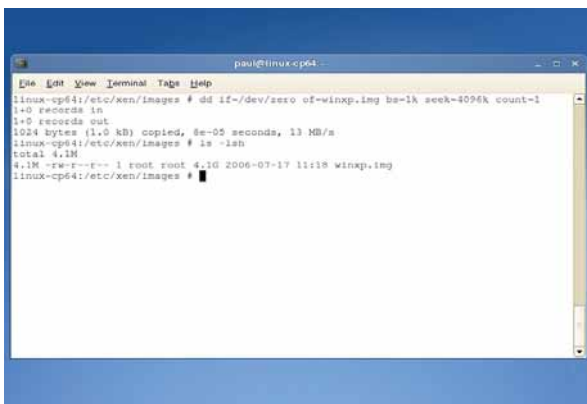 paul@linux-cp64:~
File Edit View Terminal Tabs Help
linux-cp64:/etc/xen/images # dd if=/dev/zero of=winxp.img bs=1k seek=4096k count=1
1+0 records in
1+0 records out
1024 bytes (1.0 kB) copied, 8e-05 seconds, 13 MB/s
linux-cp64:/etc/xen/images # ls -lsh
total 4.1M
4.1M -rw-r--r-- 1 root root 4.1G 2006-07-17 11:18 winxp.img
linux-cp64:/etc/xen/images #